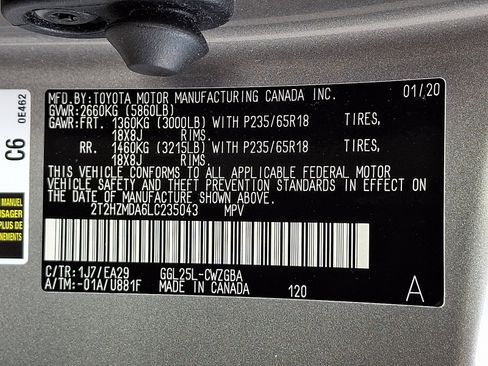 MFD.BY:TOYOTA MOTOR MANUFACTURING CANADA INC. 01/20
GVWR:2660KG (5860LB)
GAWR:FRT. 1360KG (3000LB) WITH P235/65R18 TIRES,
18X8J RIMS.
RR. 1460KG (3215LB) WITH P235/65R18 TIRES,
18X8J RIMS.
THIS VEHICLE CONFORMS TO ALL APPLICABLE FEDERAL MOTOR
VEHICLE SAFETY AND THEFT PREVENTION STANDARDS IN EFFECT ON
THE DATE OF MANUFACTURE SHOWN ABOVE.
2T2HZMDA6LC235043 MPV
C/TR:1J7/EA29 GGL25L-CWZGBA
A/TM:-01A/U881F MADE IN CANADA 120 A
0E462
C6
PLUS DE